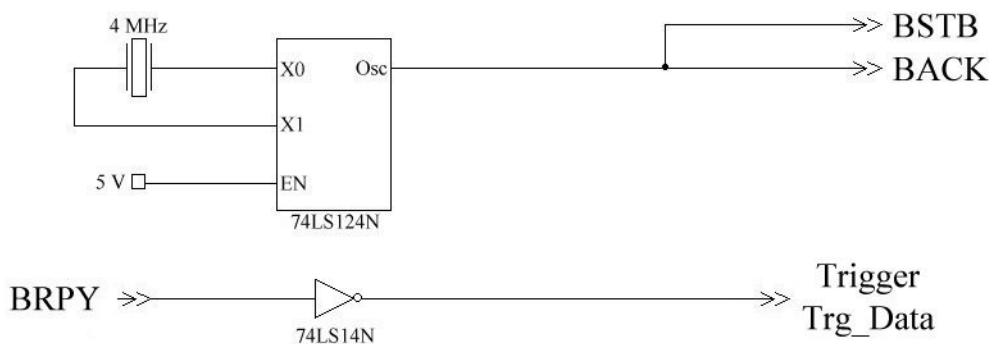 4 MHz
BSTB
X0
Osc
BACK
X1
5 V
EN
74LS124N
BRPY
Trigger
Trg_Data
74LS14N